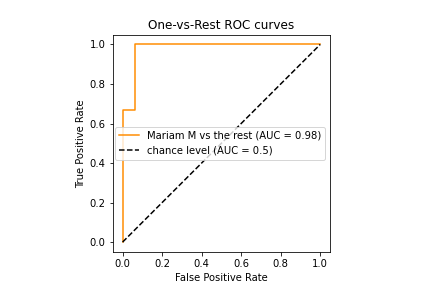 One-vs-Rest ROC curves
True Positive Rate
1.0
0.8
0.6
0.4
0.2
0.0
Mariam M vs the rest (AUC = 0.98)
chance level (AUC = 0.5)
0.0 0.2 0.4 0.6 0.8 1.0
False Positive Rate